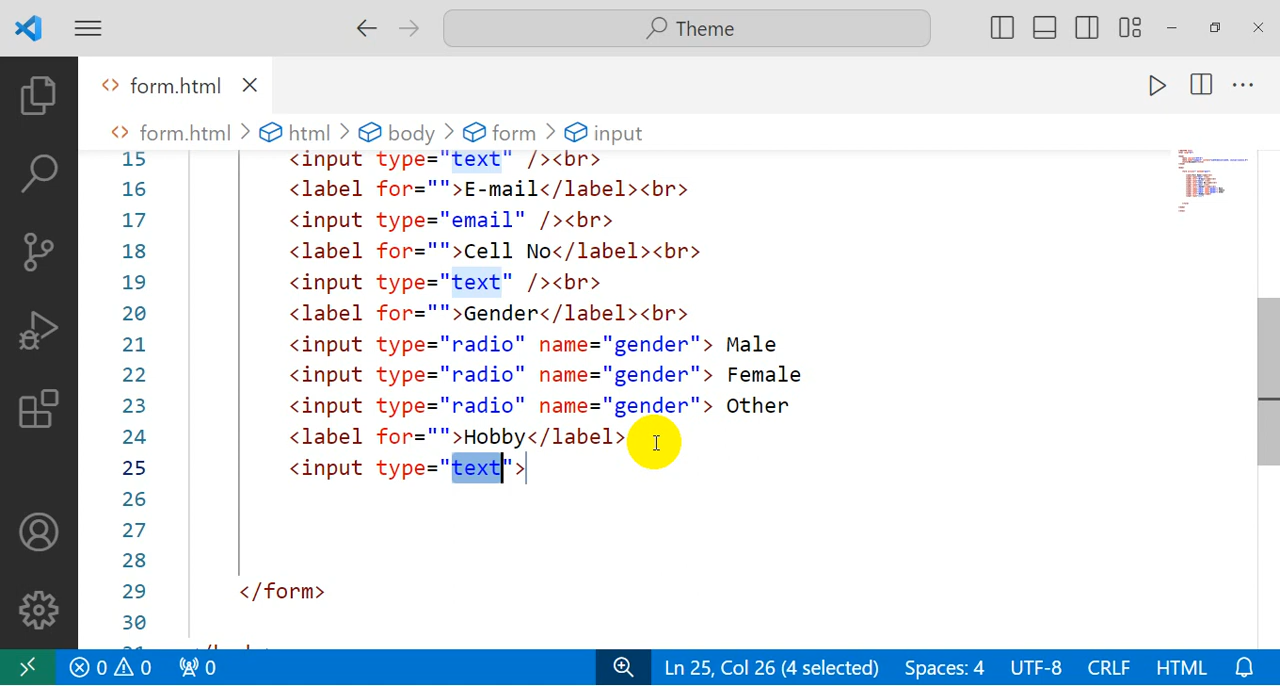 Theme
form.html
form.html html body form input
15 <input type="text" /><br>
16 <label for="">E-mail</label><br>
17 <input type="email" /><br>
18 <label for="">Cell No</label><br>
19 <input type="text" /><br>
20 <label for="">Gender</label><br>
21 <input type="radio" name="gender"> Male
22 <input type="radio" name="gender"> Female
23 <input type="radio" name="gender"> Other
24 <label for="">Hobby</label>
25 <input type="text">
26
27
28
29 </form>
30
0 0 0 Ln 25, Col 26 (4 selected) Spaces: 4 UTF-8 CRLF HTML